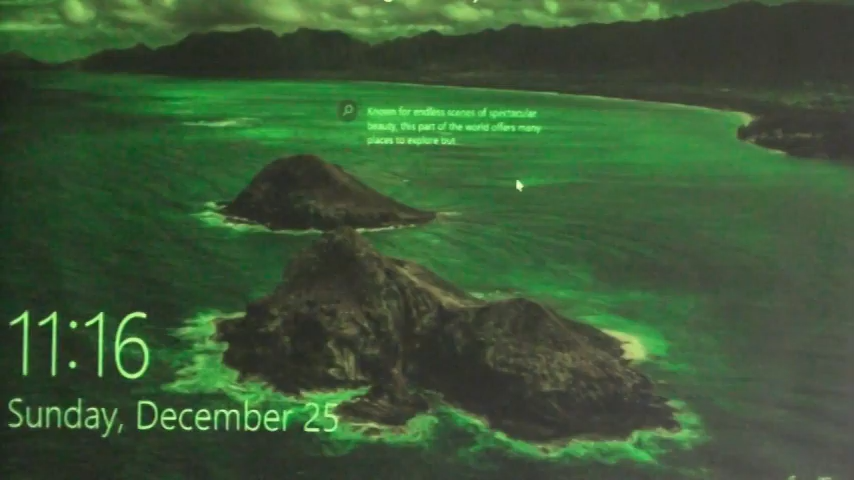 Known for endless scenes of spectacular
beauty, this part of the world offers many
places to explore but
11:16
Sunday, December 25